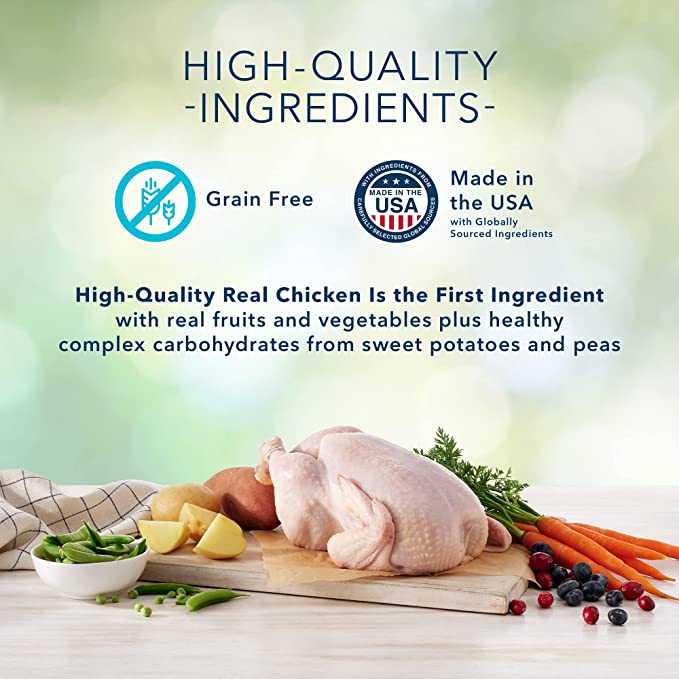 HIGH-QUALITY
-INGREDIENTS-
Grain Free
WITH INGREDIENTS FROM
MADE IN THE
USA
CAREFULLY SELECTED GLOBAL SOURCES
Made in
the USA
with Globally
Sourced Ingredients
High-Quality Real Chicken Is the First Ingredient
with real fruits and vegetables plus healthy
complex carbohydrates from sweet potatoes and peas